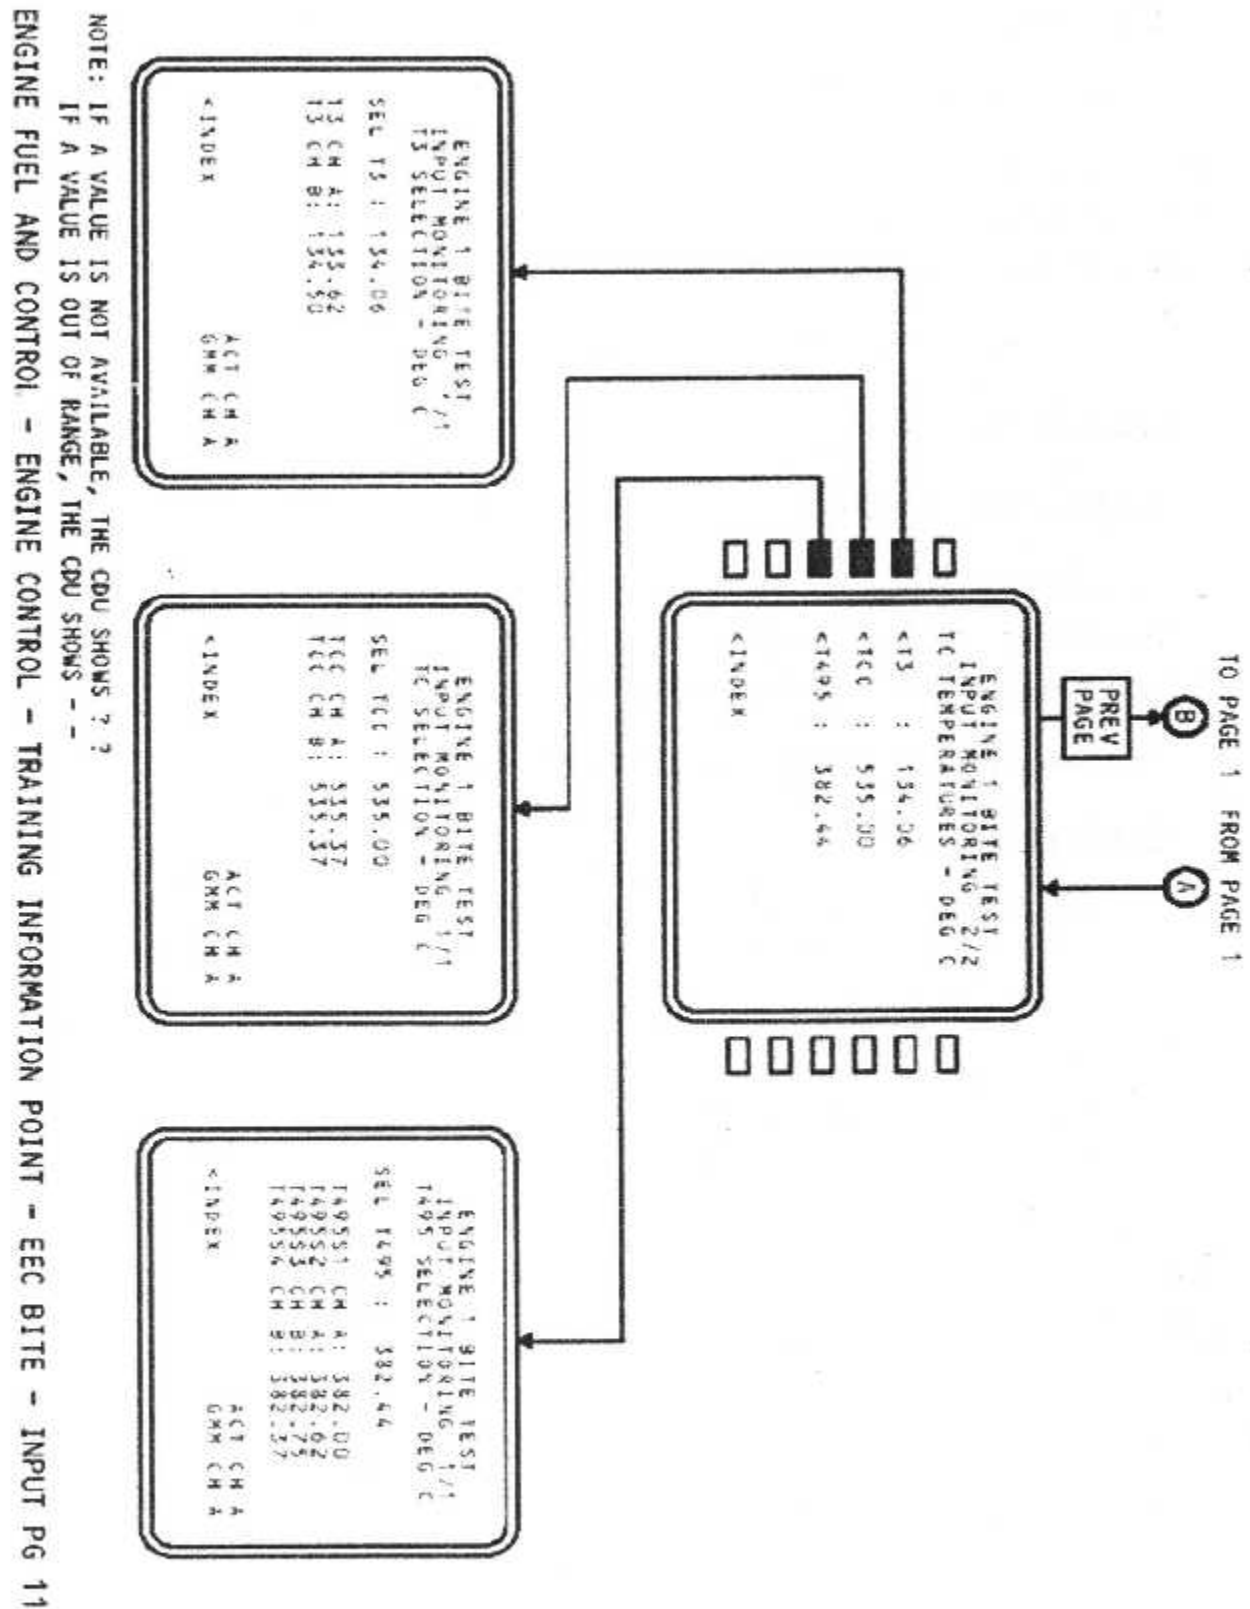 TO PAGE 1 FROM PAGE 1
B
A
PREV
PAGE
ENGINE 1 BITE TEST
INPUT MONITORING 2/2
TC TEMPERATURES - DEG C
<T3 : 134.06
<TCC : 535.00
<T495 : 382.44
<INDEX
ENGINE 1 BITE TEST
INPUT MONITORING 1/1
T3 SELECTION - DEG C
SEL T3 : 134.06
T3 CH A: 133.62
T3 CH B: 134.50
ACT CH A
<INDEX GMM CH A
ENGINE 1 BITE TEST
INPUT MONITORING 1/1
TC SELECTION - DEG C
SEL TCC : 535.00
TCC CH A: 535.37
TCC CH B: 535.37
ACT CH A
<INDEX GMM CH A
ENGINE 1 BITE TEST
INPUT MONITORING 1/1
T495 SELECTION - DEG C
SEL T495 : 382.44
T495S1 CH A: 382.00
T495S2 CH A: 382.62
T495S3 CH B: 382.75
T495S4 CH B: 382.37
ACT CH A
<INDEX GMM CH A
NOTE: IF A VALUE IS NOT AVAILABLE, THE CDU SHOWS ? ?
IF A VALUE IS OUT OF RANGE, THE CDU SHOWS - -
ENGINE FUEL AND CONTROL - ENGINE CONTROL - TRAINING INFORMATION POINT - EEC BITE - INPUT PG 11